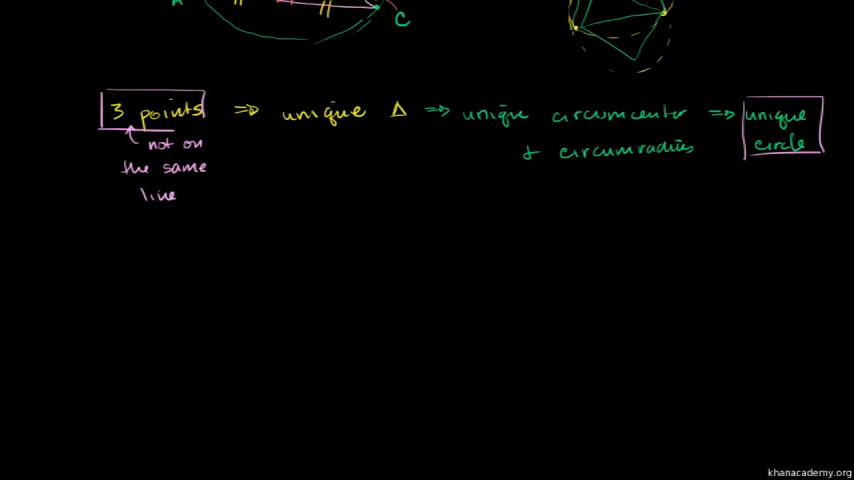 A
C
3 points ⇒ unique Δ ⇒ unique circumcenter ⇒ unique
not on + circumradius circle
the same
line
khanacademy.org